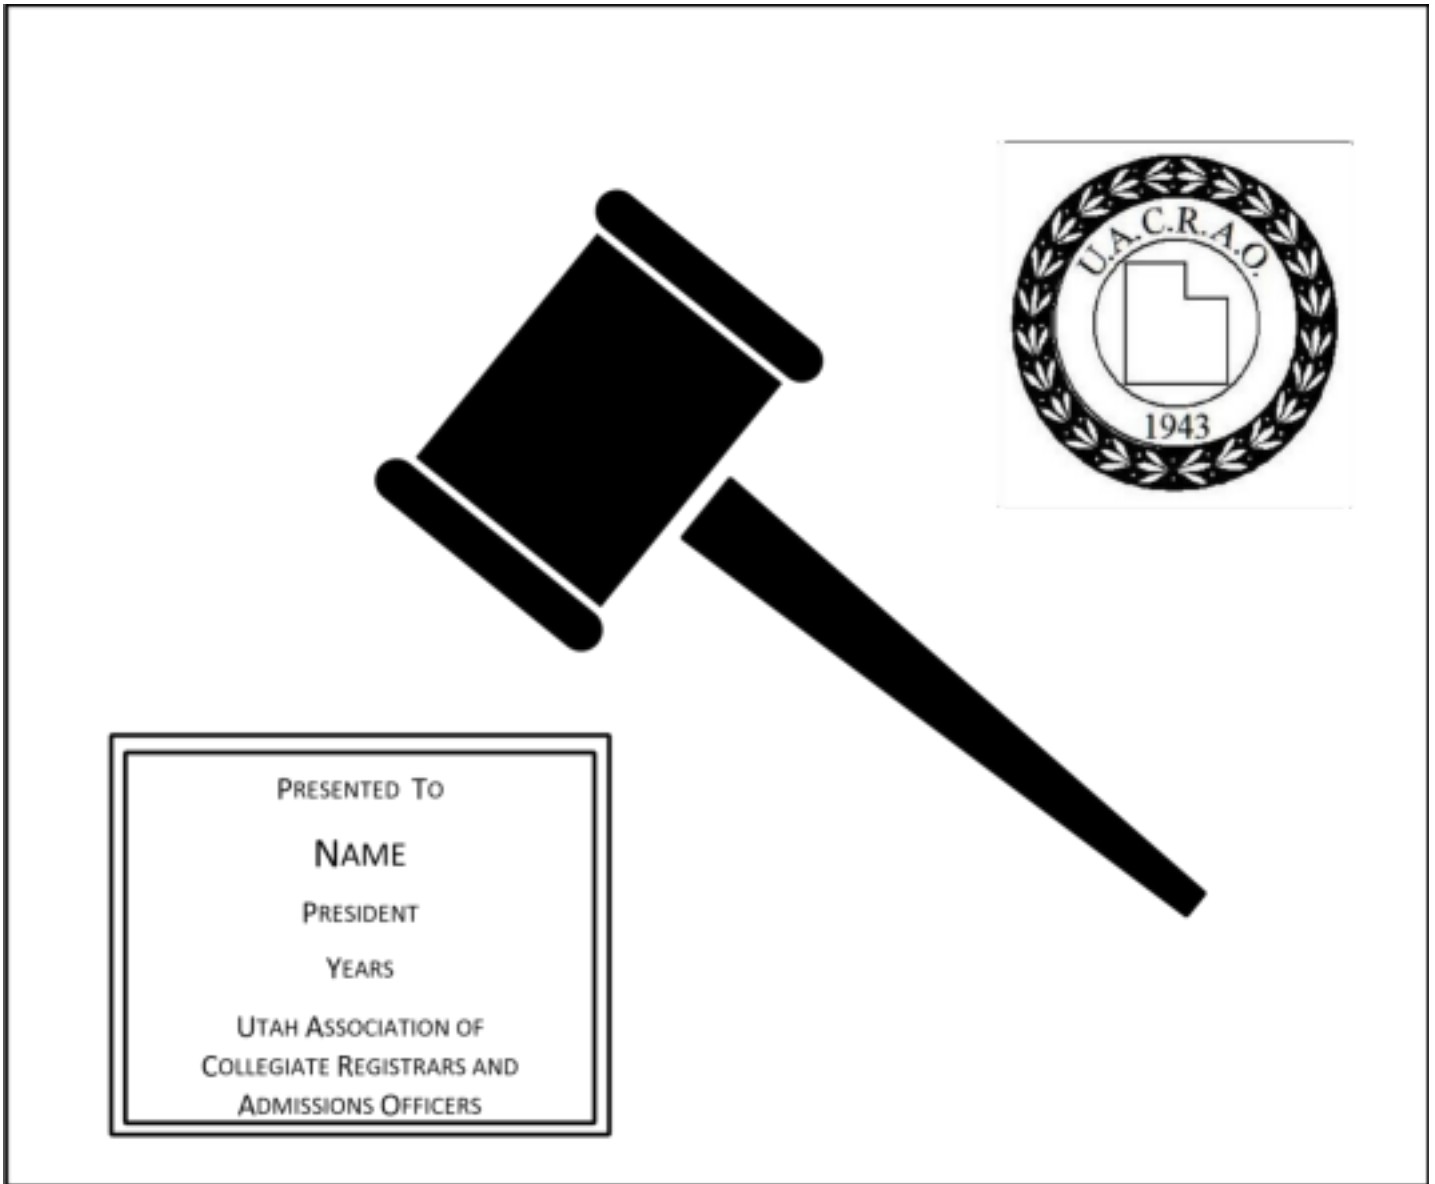 U.A.C.R.A.O.
1943
PRESENTED TO
NAME
PRESIDENT
YEARS
UTAH ASSOCIATION OF
COLLEGIATE REGISTRARS AND
ADMISSIONS OFFICERS